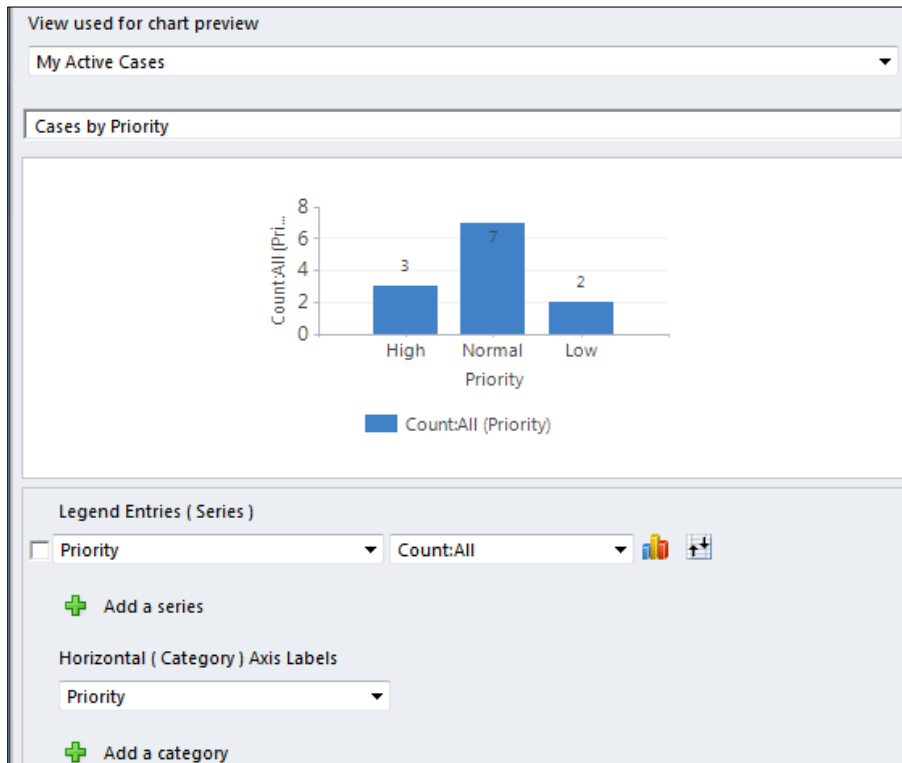 View used for chart preview
My Active Cases
Cases by Priority
Count:All (Pri...
8
6
4
2
0
3
7
2
High Normal Low
Priority
Count:All (Priority)
Legend Entries ( Series )
Priority Count:All
Add a series
Horizontal ( Category ) Axis Labels
Priority
Add a category